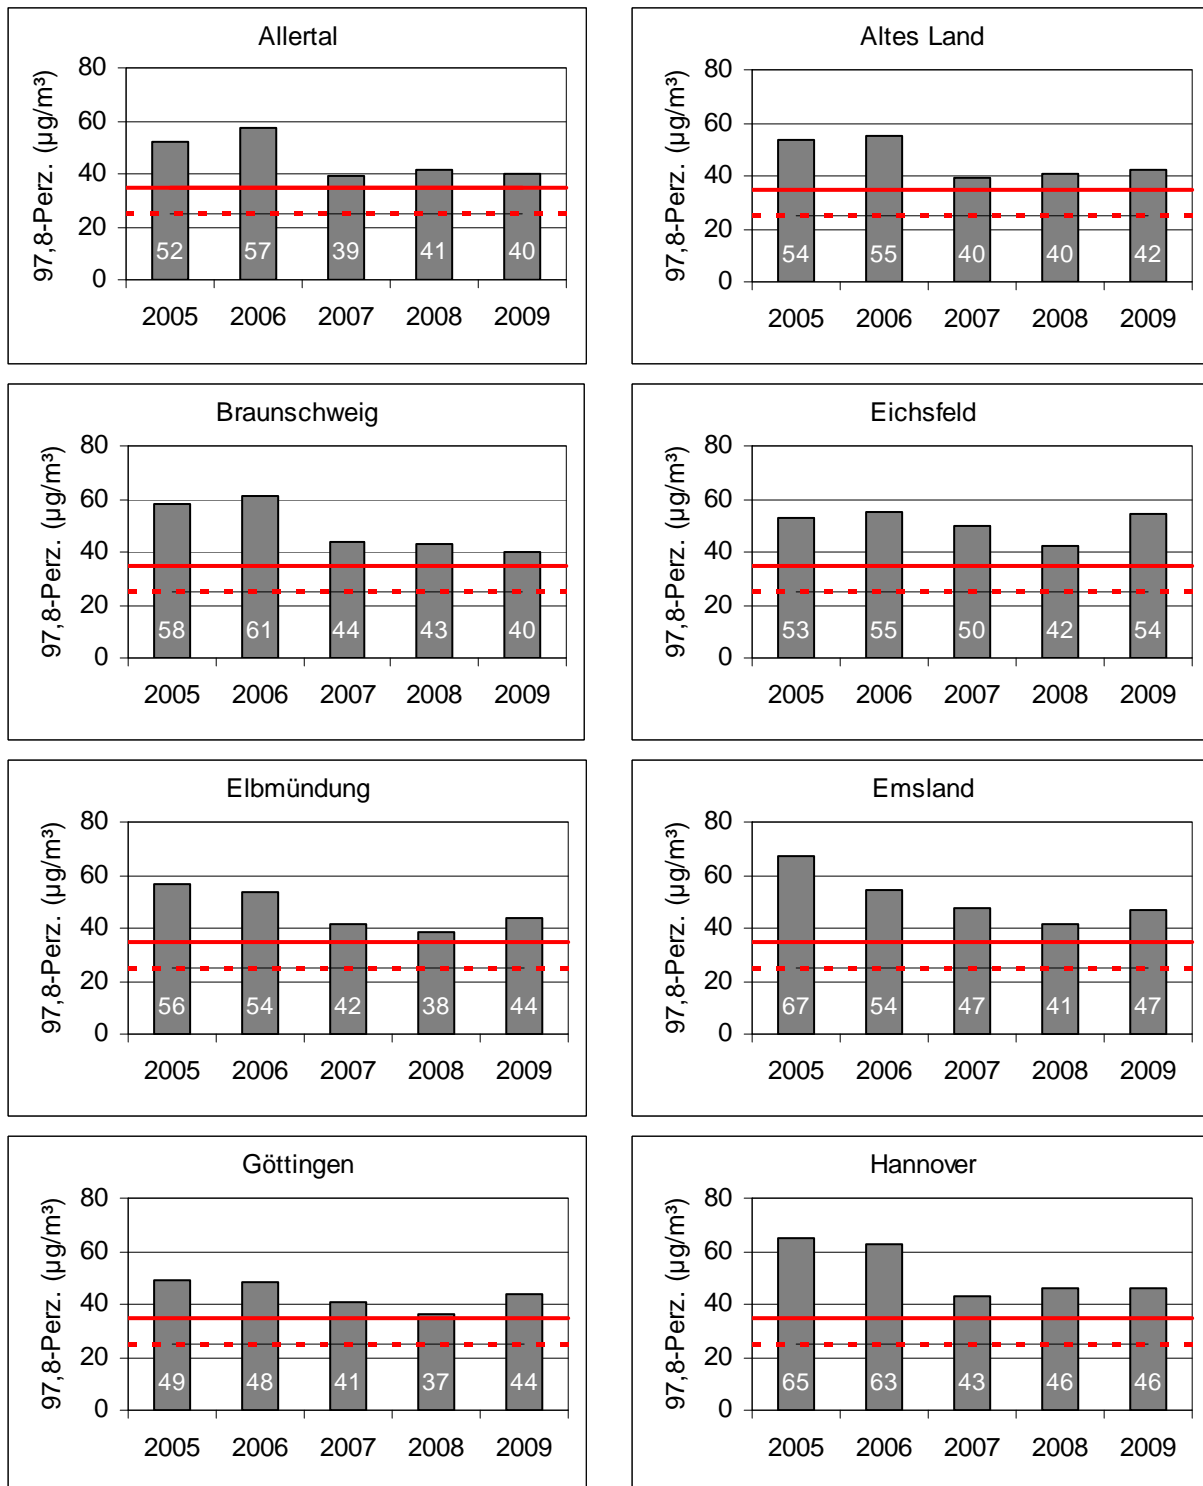 Allertal
97,8-Perz. (µg/m³)
80
60
40
20
0
52 57 39 41 40
2005 2006 2007 2008 2009
Altes Land
97,8-Perz. (µg/m³)
80
60
40
20
0
54 55 40 40 42
2005 2006 2007 2008 2009
Braunschweig
97,8-Perz. (µg/m³)
80
60
40
20
0
58 61 44 43 40
2005 2006 2007 2008 2009
Eichsfeld
97,8-Perz. (µg/m³)
80
60
40
20
0
53 55 50 42 54
2005 2006 2007 2008 2009
Elbmündung
97,8-Perz. (µg/m³)
80
60
40
20
0
56 54 42 38 44
2005 2006 2007 2008 2009
Emsland
97,8-Perz. (µg/m³)
80
60
40
20
0
67 54 47 41 47
2005 2006 2007 2008 2009
Göttingen
97,8-Perz. (µg/m³)
80
60
40
20
0
49 48 41 37 44
2005 2006 2007 2008 2009
Hannover
97,8-Perz. (µg/m³)
80
60
40
20
0
65 63 43 46 46
2005 2006 2007 2008 2009